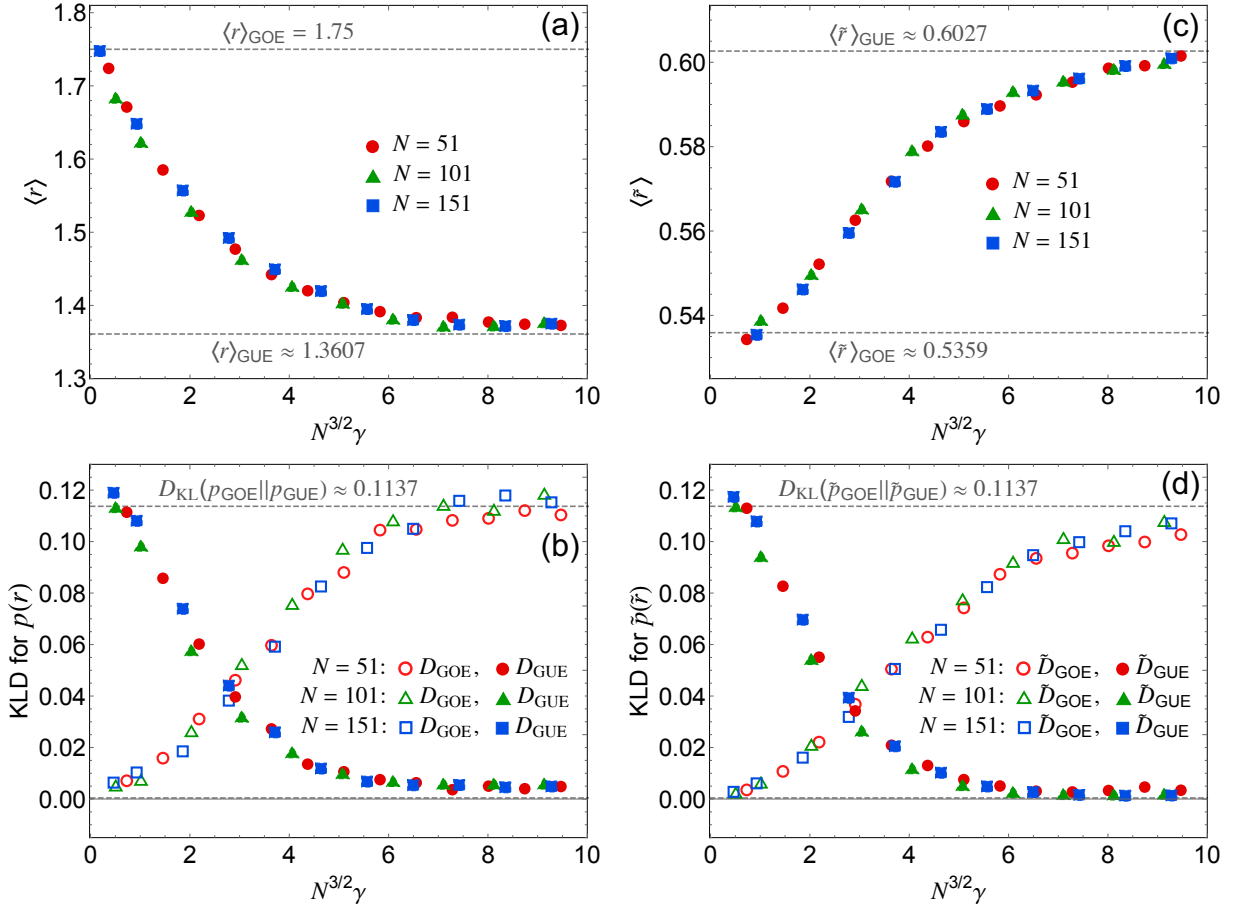 (a)
⟨r⟩GOE = 1.75
N = 51
N = 101
N = 151
⟨r⟩GUE ≈ 1.3607
1.8
1.7
1.6
1.5
1.4
1.3
⟨r⟩
0 2 4 6 8 10
N^3/2γ
(c)
⟨r̃⟩GUE ≈ 0.6027
N = 51
N = 101
N = 151
⟨r̃⟩GOE ≈ 0.5359
0.60
0.58
0.56
0.54
⟨r̃⟩
0 2 4 6 8 10
N^3/2γ
DKL(pGOE||pGUE) ≈ 0.1137
(b)
N = 51: DGOE, DGUE
N = 101: DGOE, DGUE
N = 151: DGOE, DGUE
0.12
0.10
0.08
0.06
0.04
0.02
0.00
KLD for p(r)
0 2 4 6 8 10
N^3/2γ
DKL(p̃GOE||p̃GUE) ≈ 0.1137
(d)
N = 51: D̃GOE, D̃GUE
N = 101: D̃GOE, D̃GUE
N = 151: D̃GOE, D̃GUE
0.12
0.10
0.08
0.06
0.04
0.02
0.00
KLD for p̃(r̃)
0 2 4 6 8 10
N^3/2γ